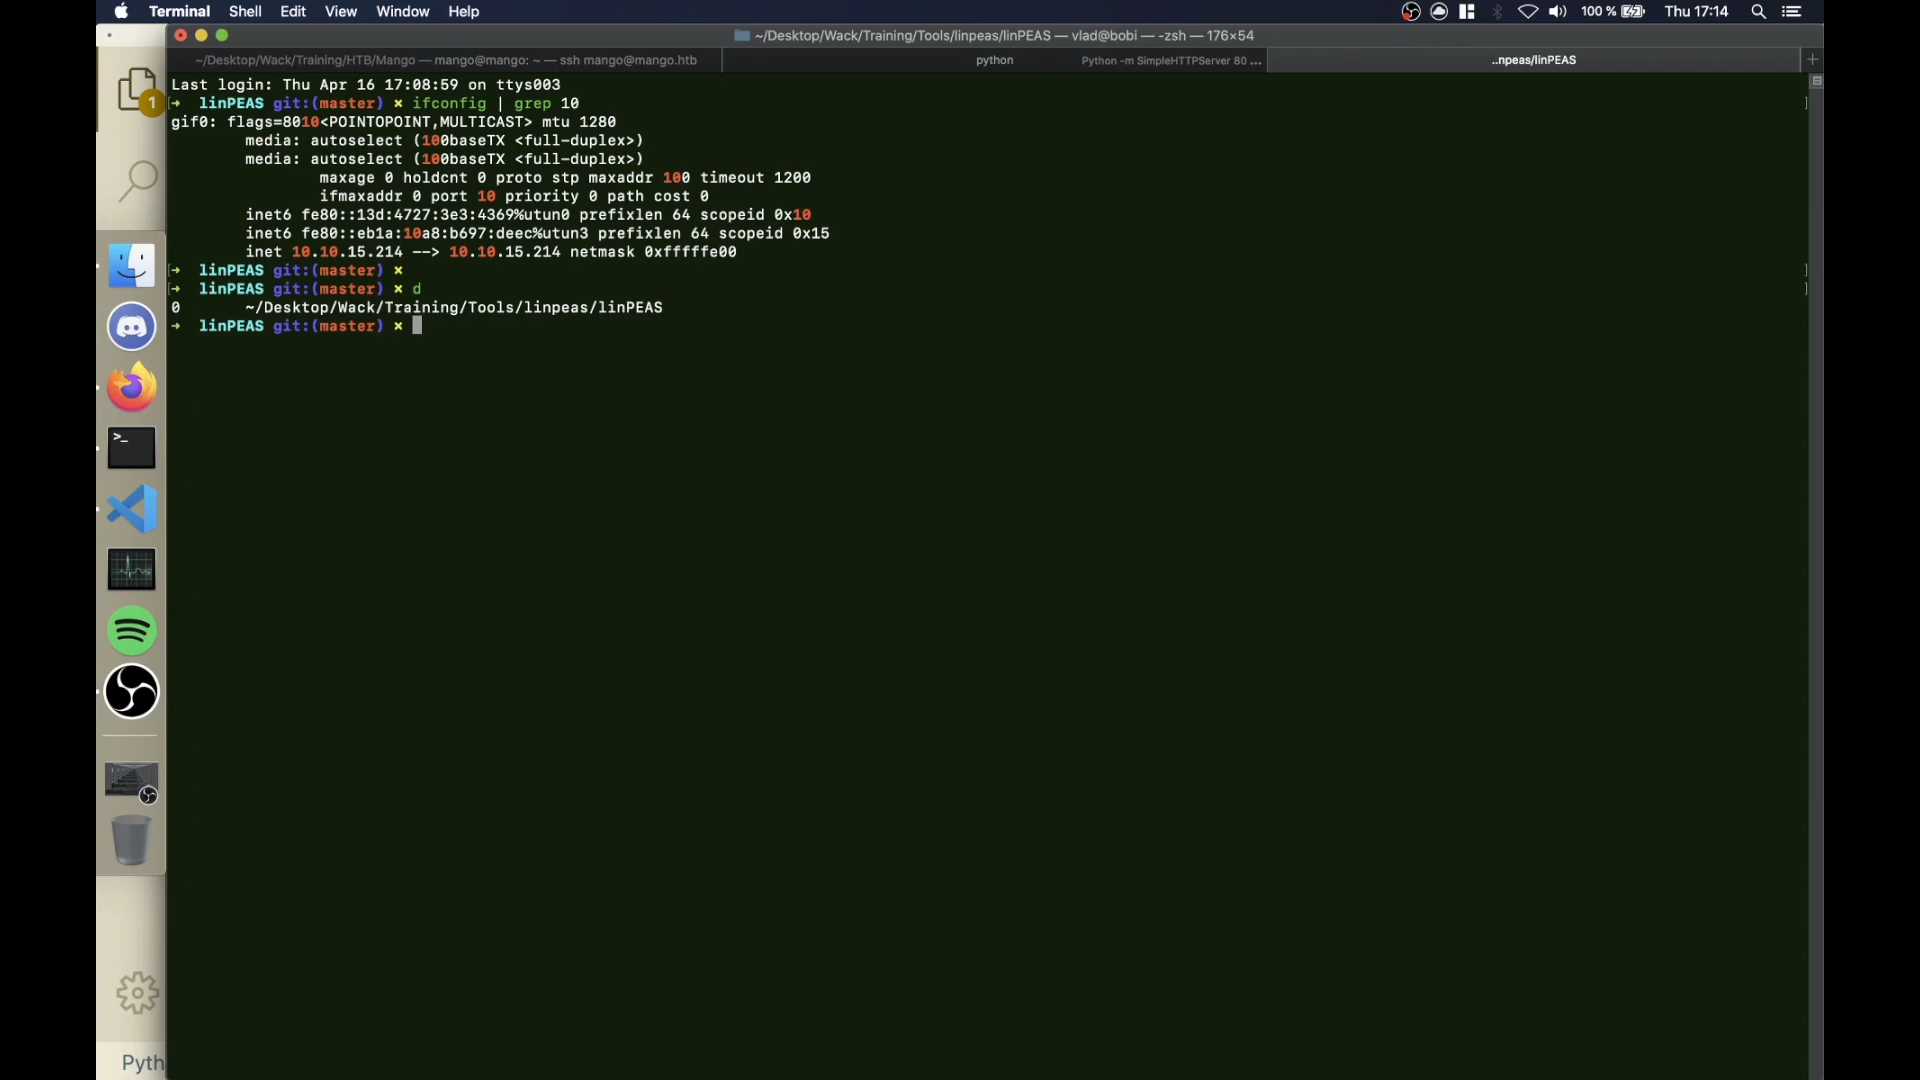 Terminal Shell Edit View Window Help 100 % Thu 17:14
~/Desktop/Wack/Training/Tools/linpeas/linPEAS — vlad@bobi — -zsh — 176×54
~/Desktop/Wack/Training/HTB/Mango — mango@mango: ~ — ssh mango@mango.htb python Python -m SimpleHTTPServer 80 ... ..npeas/linPEAS
1
Last login: Thu Apr 16 17:08:59 on ttys003
[➜ linPEAS git:(master) ✗ ifconfig | grep 10 ]
gif0: flags=8010<POINTOPOINT,MULTICAST> mtu 1280
media: autoselect (100baseTX <full-duplex>)
media: autoselect (100baseTX <full-duplex>)
maxage 0 holdcnt 0 proto stp maxaddr 100 timeout 1200
ifmaxaddr 0 port 10 priority 0 path cost 0
inet6 fe80::13d:4727:3e3:4369%utun0 prefixlen 64 scopeid 0x10
inet6 fe80::eb1a:10a8:b697:deec%utun3 prefixlen 64 scopeid 0x15
inet 10.10.15.214 --> 10.10.15.214 netmask 0xfffffe00
[➜ linPEAS git:(master) ✗ ]
[➜ linPEAS git:(master) ✗ d ]
0 ~/Desktop/Wack/Training/Tools/linpeas/linPEAS
➜ linPEAS git:(master) ✗
>_
Pyth